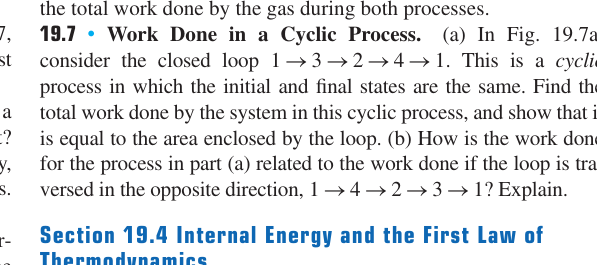 the total work done by the gas during both processes.
7,
19.7 • Work Done in a Cyclic Process. (a) In Fig. 19.7a
st
consider the closed loop 1 → 3 → 2 → 4 → 1. This is a cyclic
process in which the initial and final states are the same. Find the
a
total work done by the system in this cyclic process, and show that i
t?
is equal to the area enclosed by the loop. (b) How is the work done
y,
for the process in part (a) related to the work done if the loop is tra
s.
versed in the opposite direction, 1 → 4 → 2 → 3 → 1? Explain.
r-
Section 19.4 Internal Energy and the First Law of
Thermodynamics